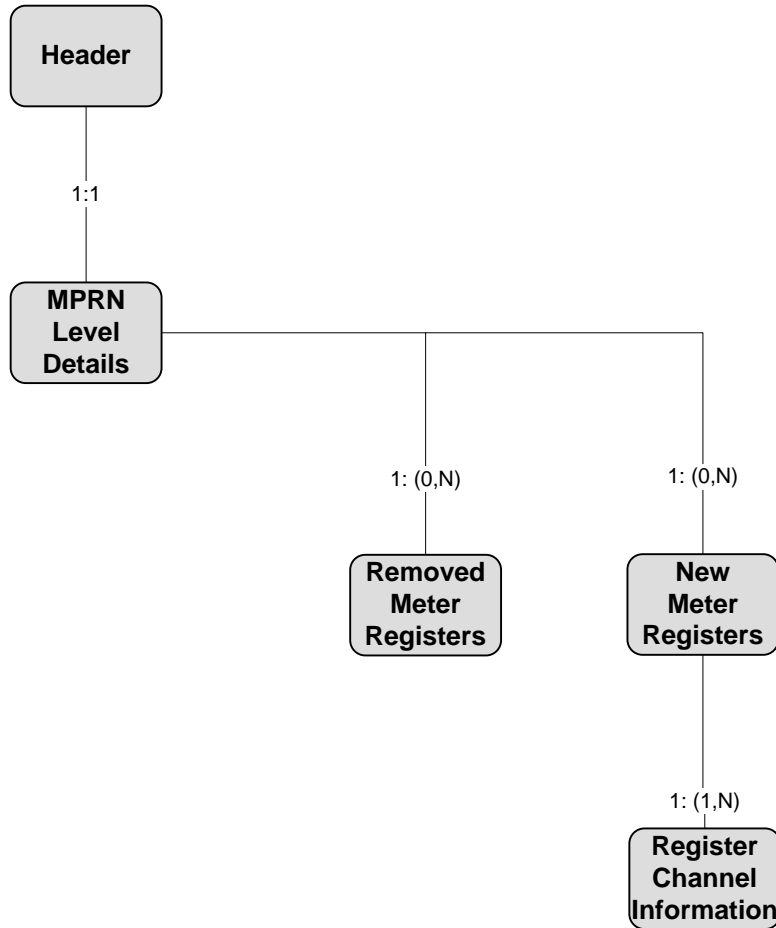 Header
1:1
MPRN
Level
Details
1: (0,N)
1: (0,N)
Removed
Meter
Registers
New
Meter
Registers
1: (1,N)
Register
Channel
Information